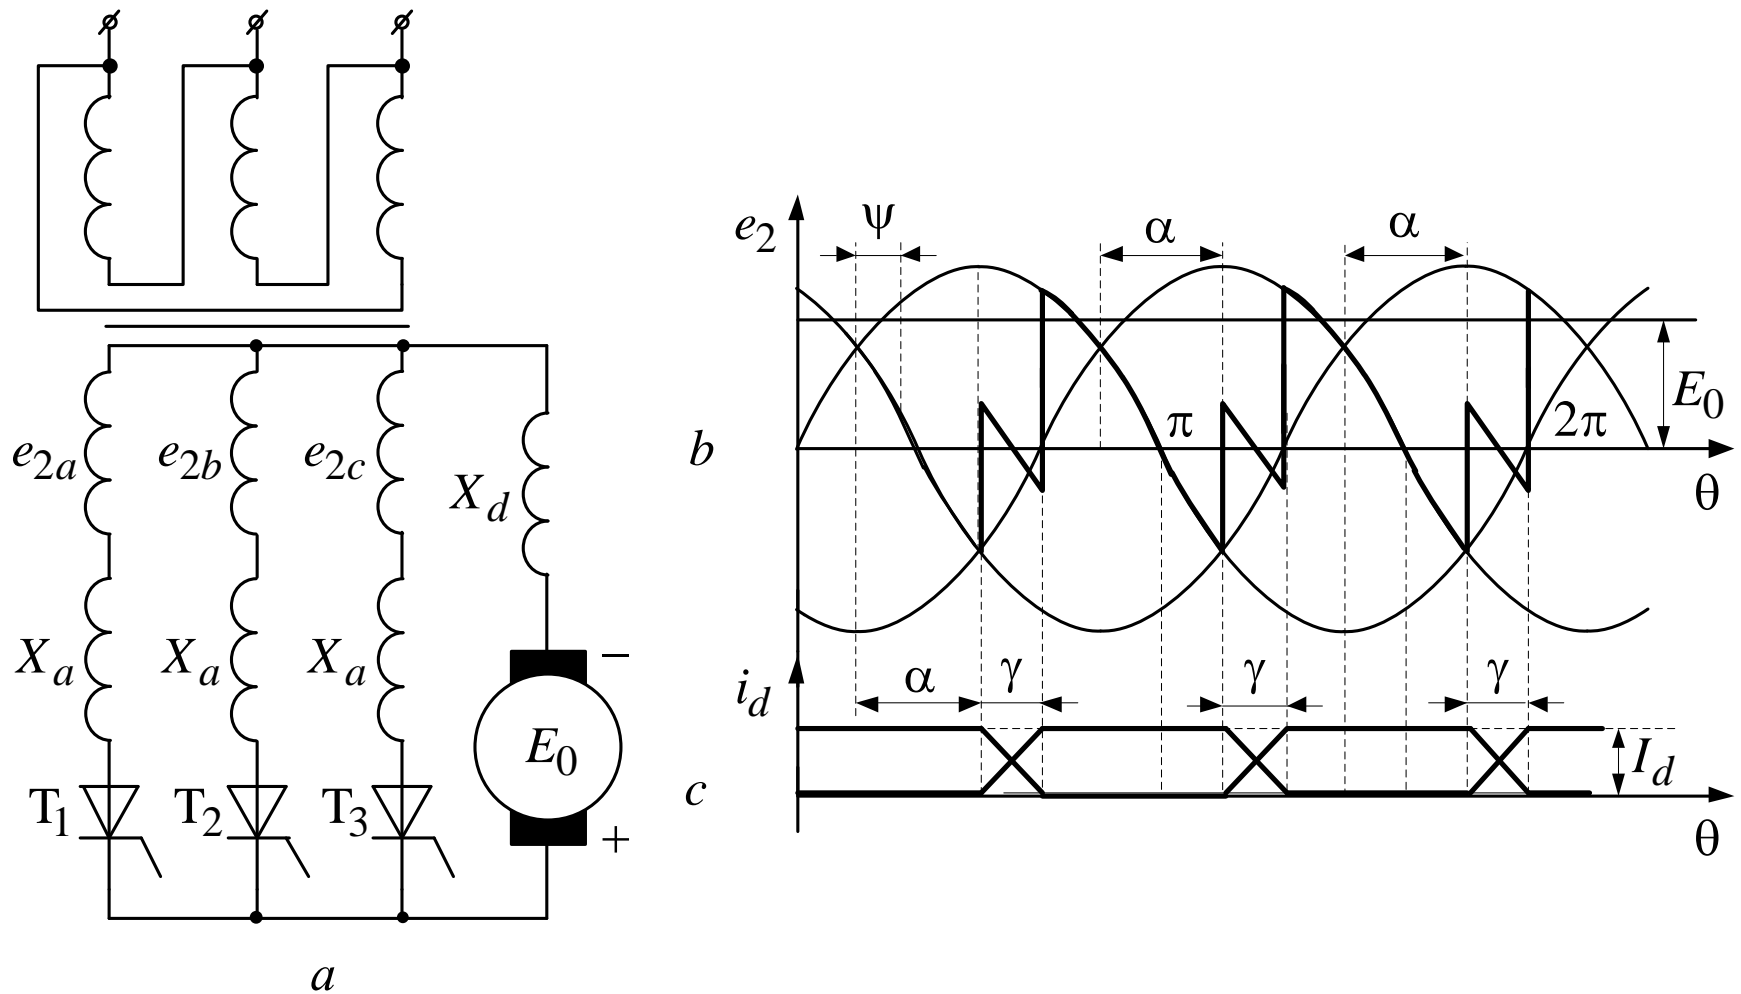 e2a e2b e2c
Xd
Xa Xa Xa
−
E0
+
T1 T2 T3
a
e2
ψ α α
E0
π 2π
b
θ
id
α γ γ γ
Id
c
θ